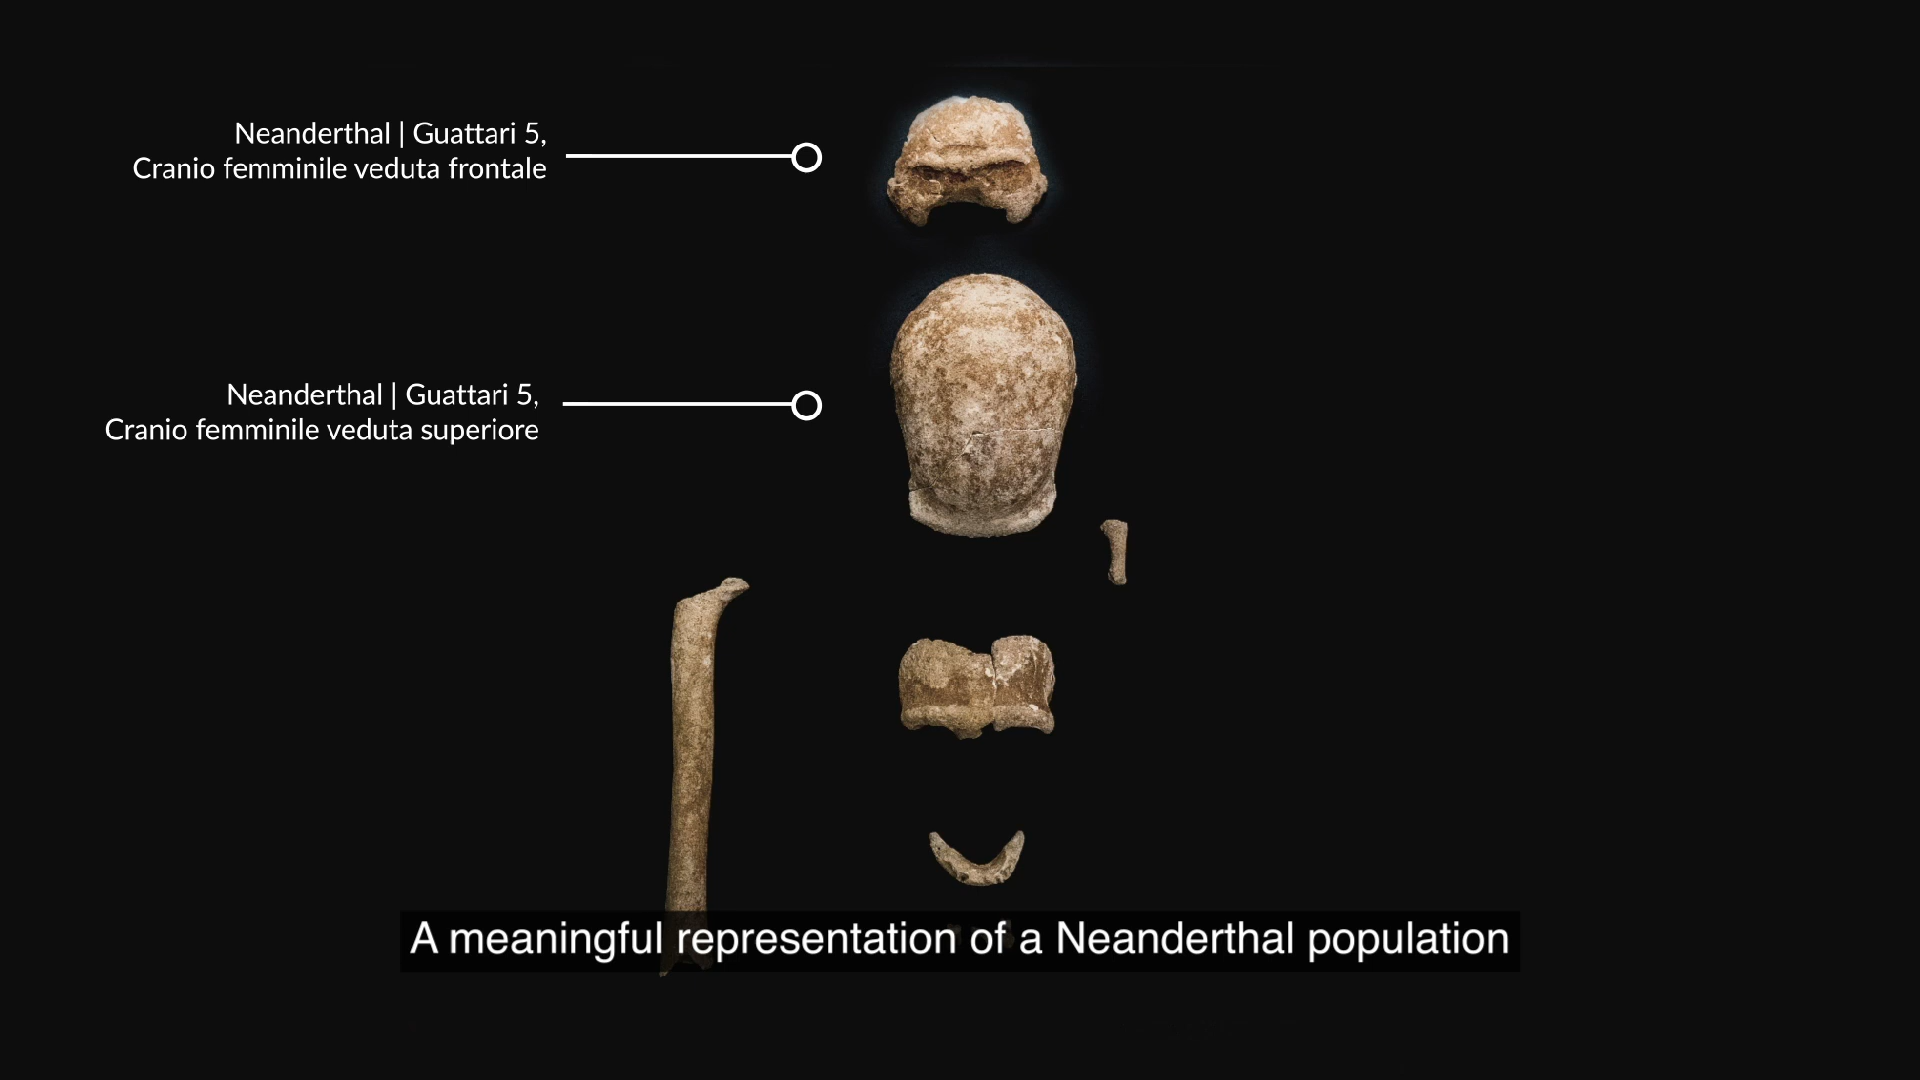 Neanderthal | Guattari 5,
Cranio femminile veduta frontale
Neanderthal | Guattari 5,
Cranio femminile veduta superiore
A meaningful representation of a Neanderthal population